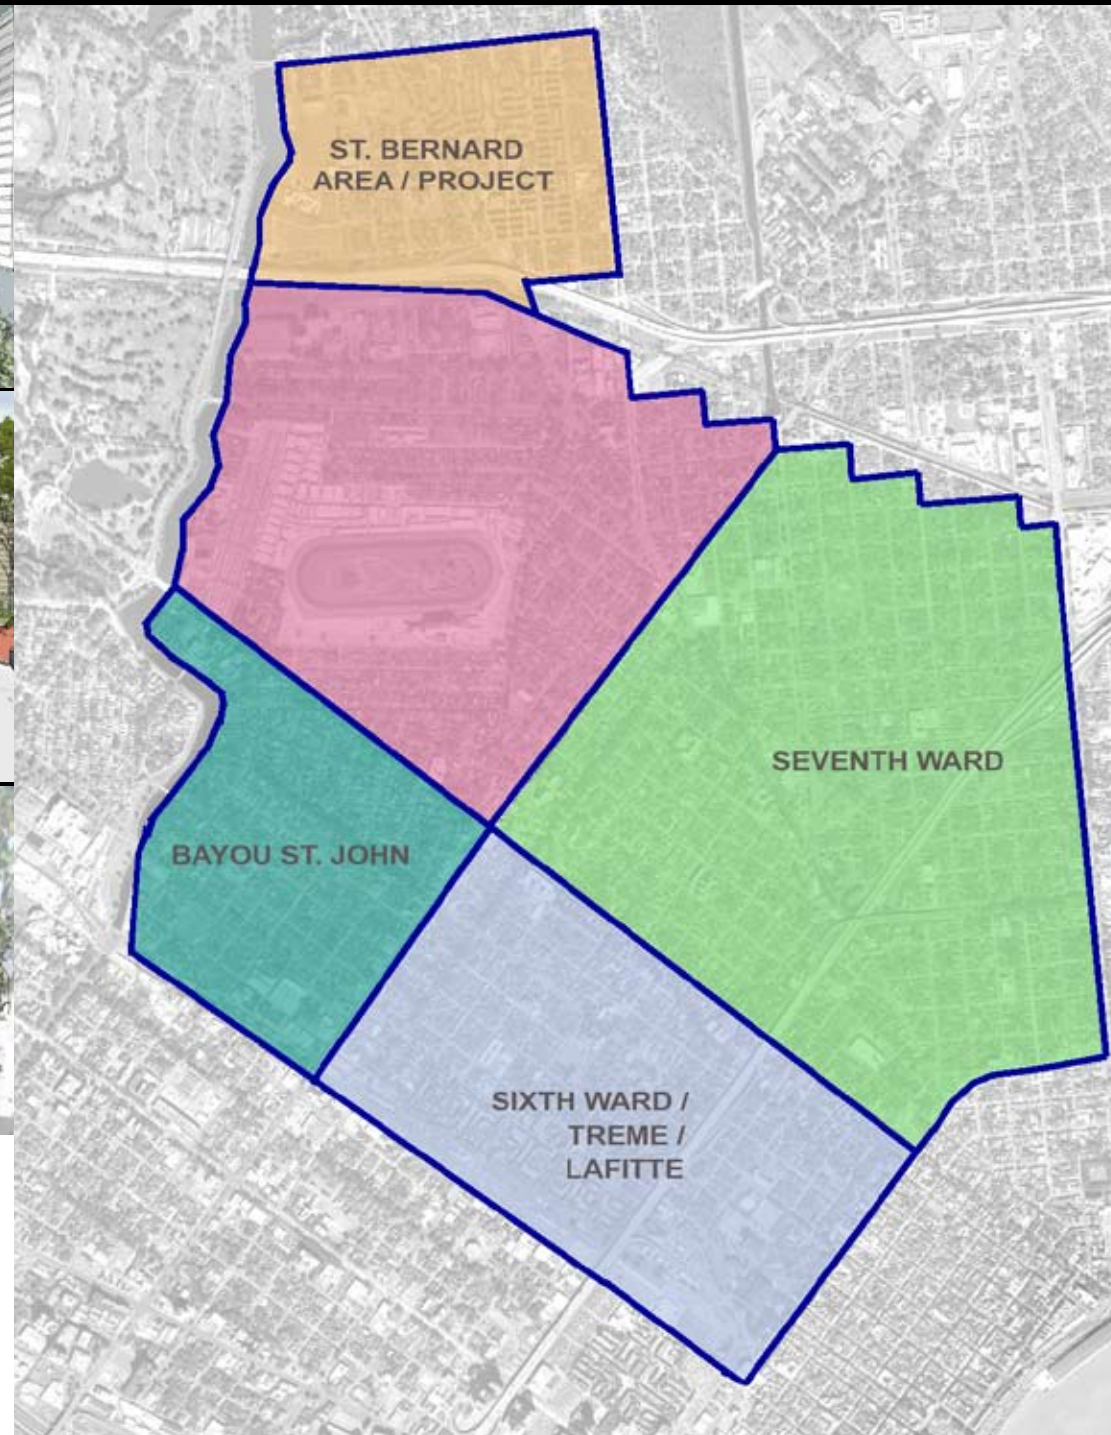 ST. BERNARD
AREA / PROJECT
SEVENTH WARD
BAYOU ST. JOHN
SIXTH WARD /
TREME /
LAFITTE